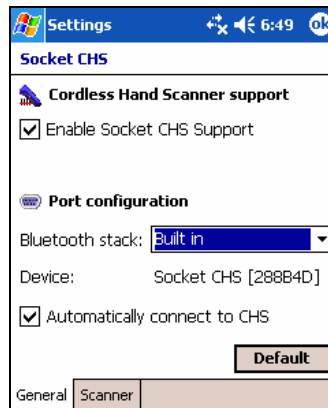 Settings 6:49 ok
Socket CHS
Cordless Hand Scanner support
Enable Socket CHS Support
Port configuration
Bluetooth stack: Built in
Device: Socket CHS [288B4D]
Automatically connect to CHS
Default
General Scanner